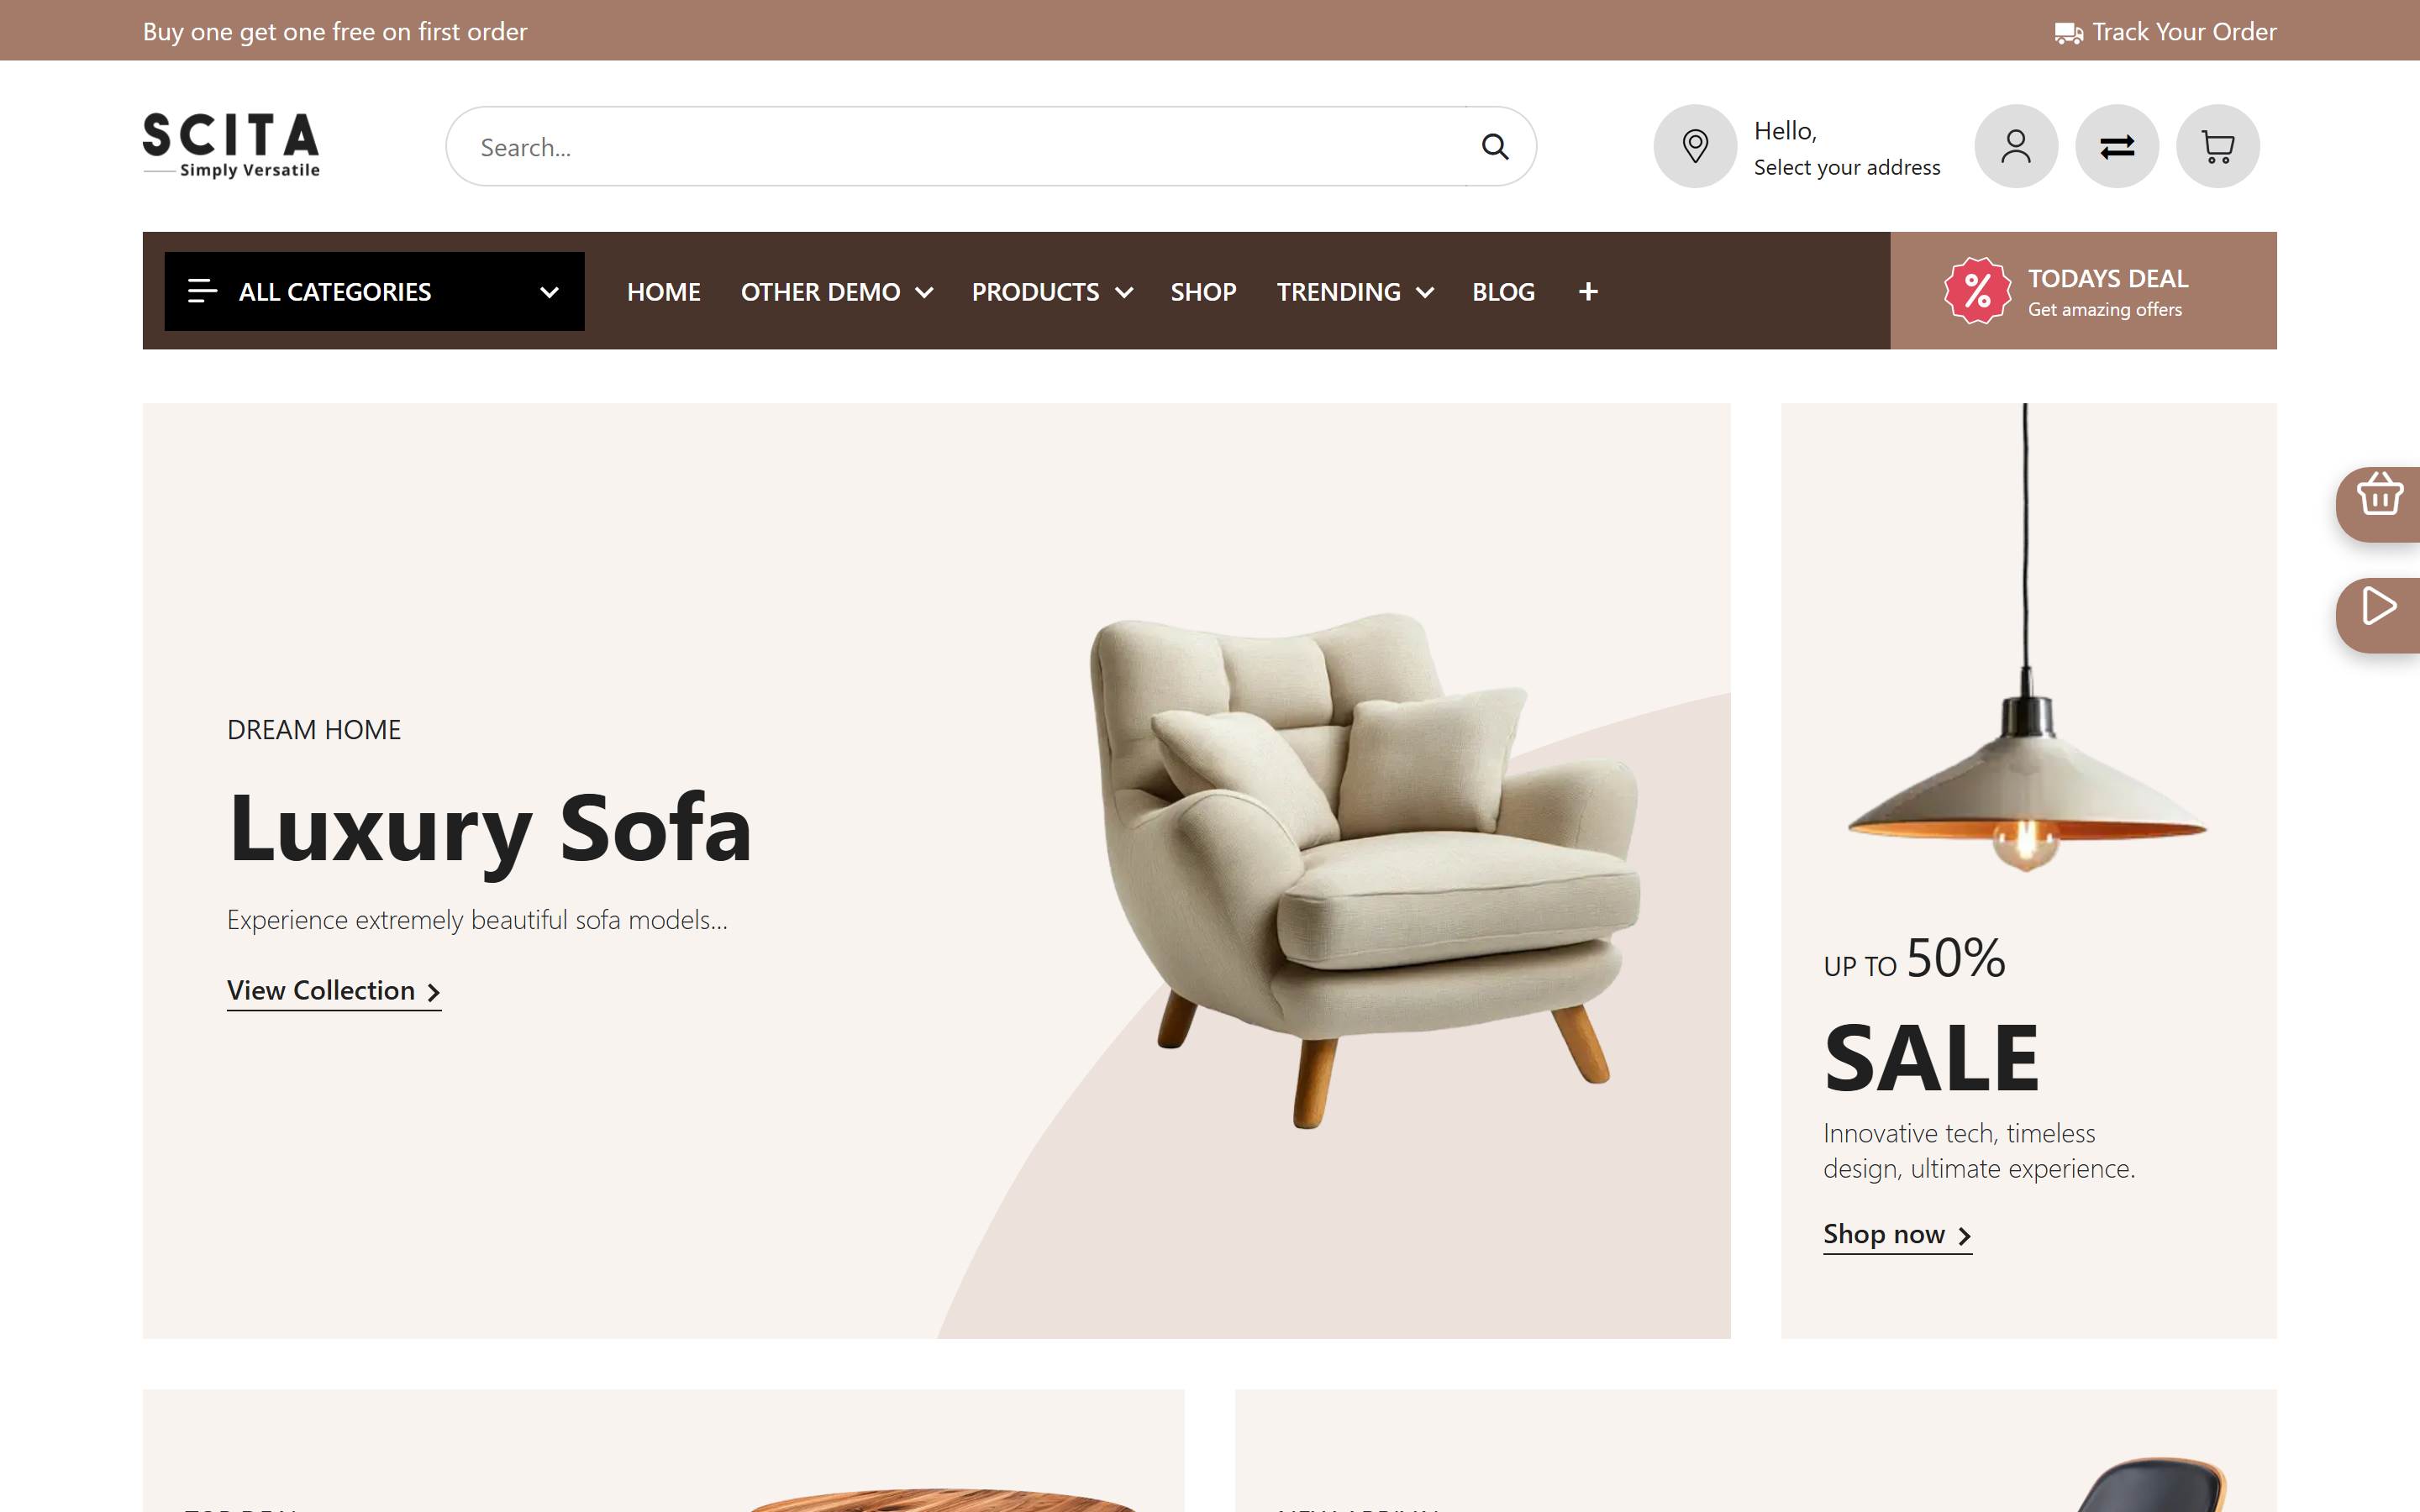 Buy one get one free on first order
Track Your Order
SCITA
Simply Versatile
Search...
Hello,
Select your address
ALL CATEGORIES
HOME
OTHER DEMO
PRODUCTS
SHOP
TRENDING
BLOG
+
TODAYS DEAL
Get amazing offers
DREAM HOME
Luxury Sofa
Experience extremely beautiful sofa models...
View Collection
UP TO 50%
SALE
Innovative tech, timeless
design, ultimate experience.
Shop now